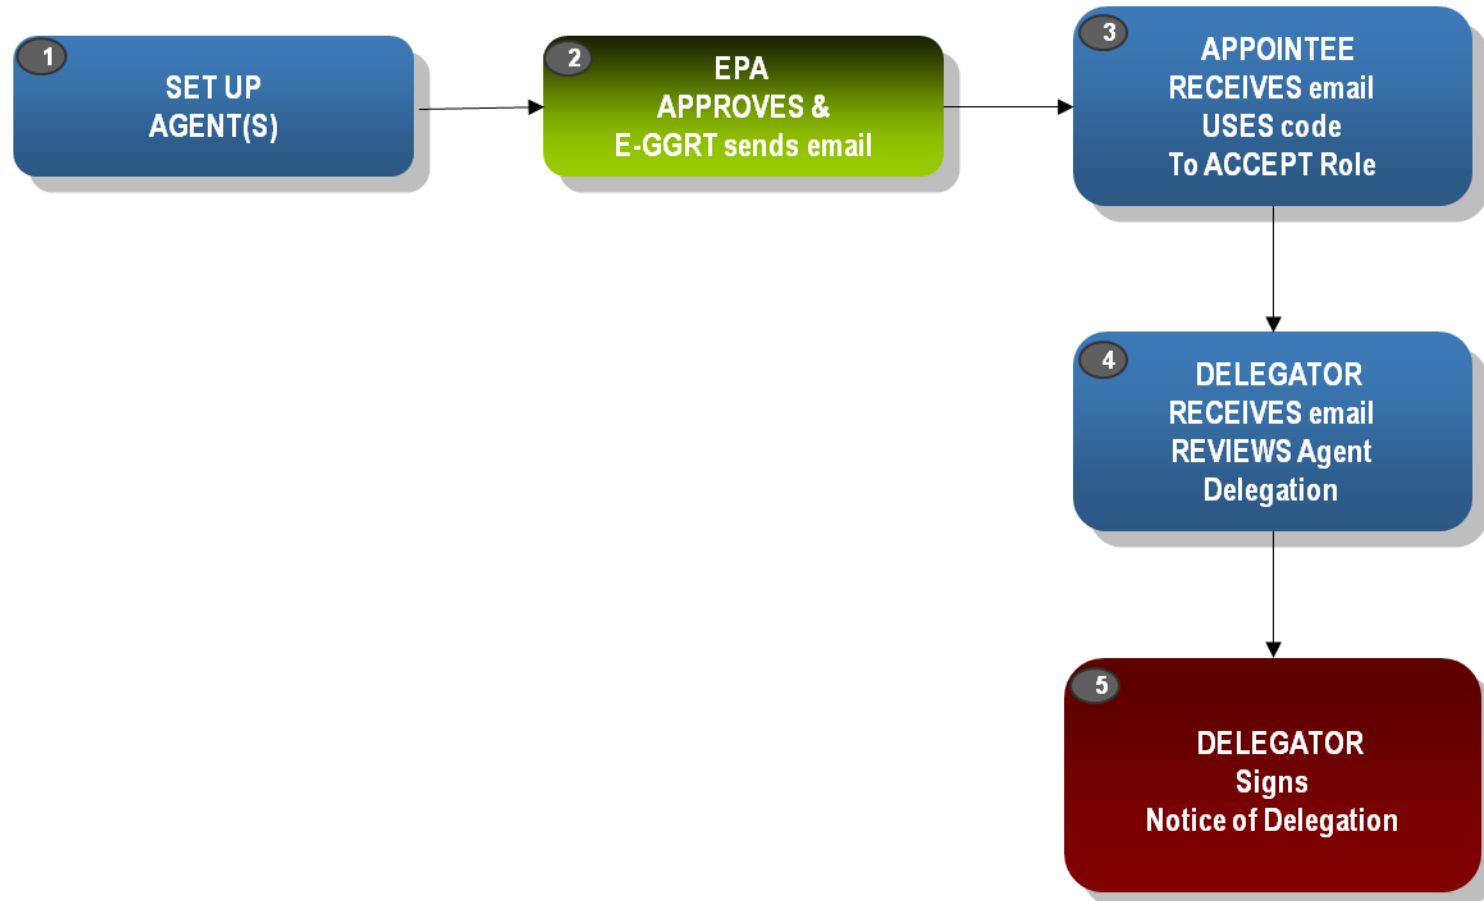 1
SET UP
AGENT(S)
2
EPA
APPROVES &
E-GGRT sends email
3
APPOINTEE
RECEIVES email
USES code
To ACCEPT Role
4
DELEGATOR
RECEIVES email
REVIEWS Agent
Delegation
5
DELEGATOR
Signs
Notice of Delegation